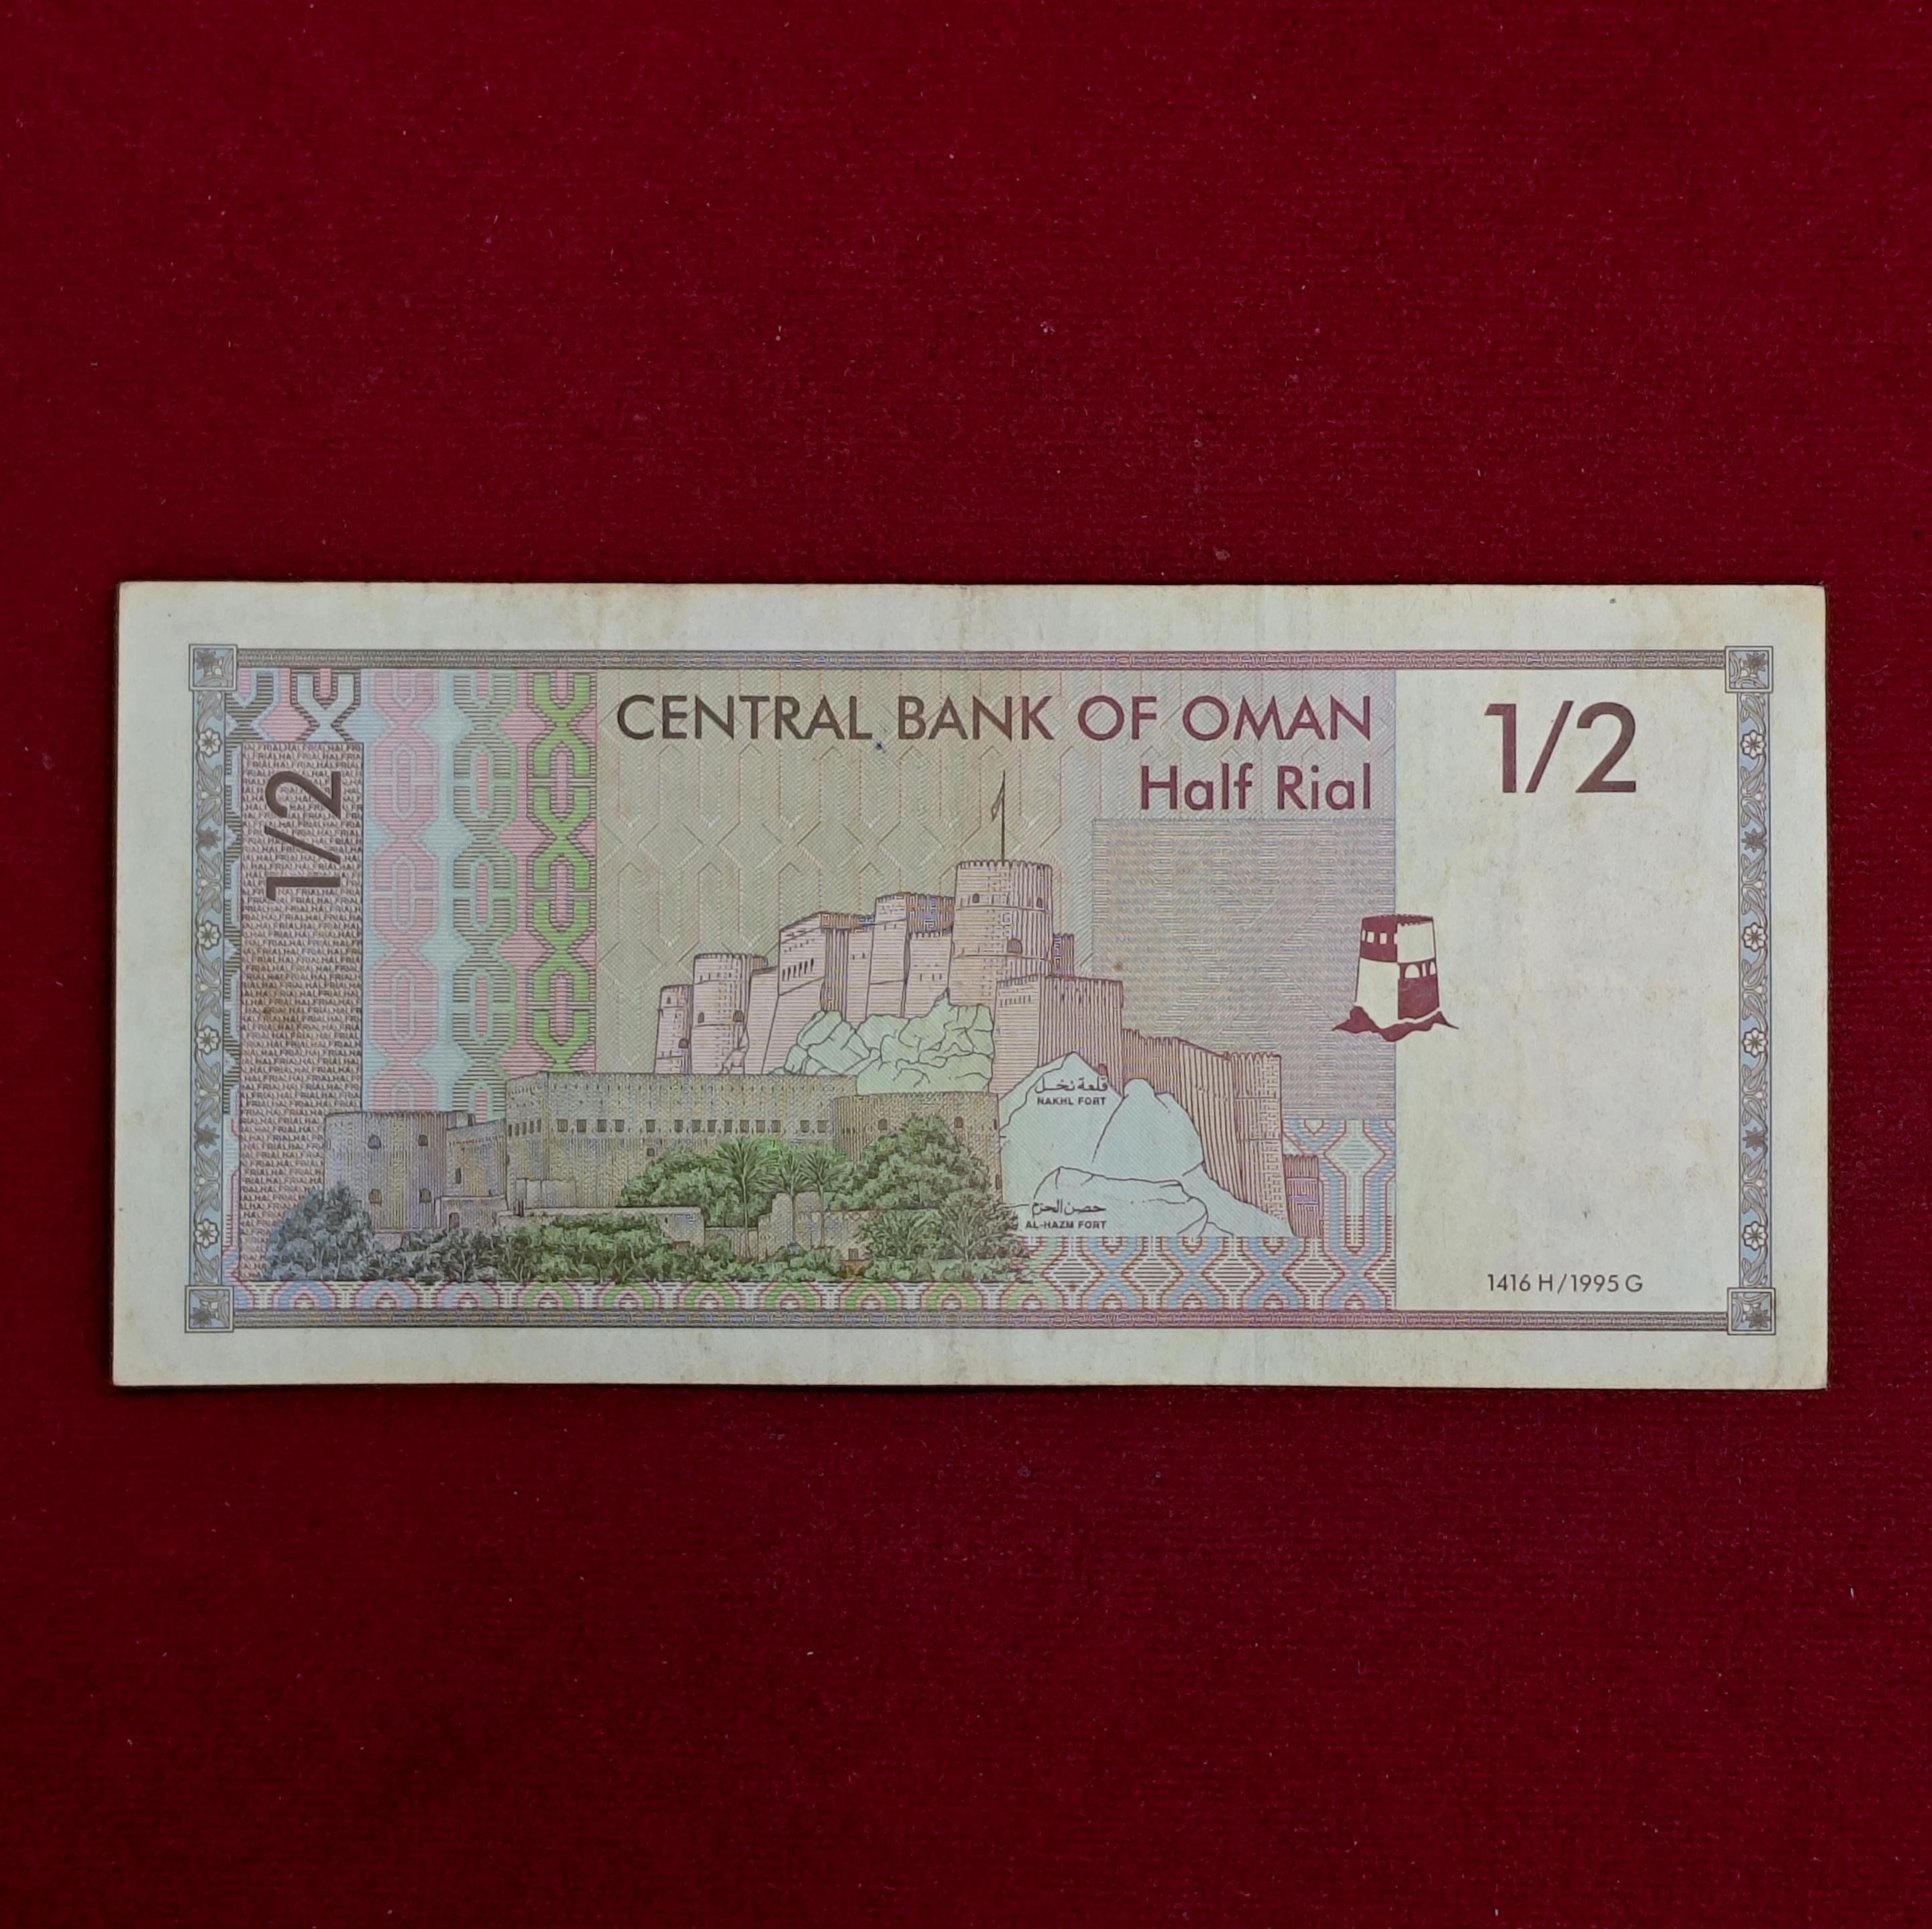 CENTRAL BANK OF OMAN
Half Rial
1/2
1/2
قلعة نخل
NAKHL FORT
حصن الحزم
AL-HAZM FORT
1416 H/1995 G